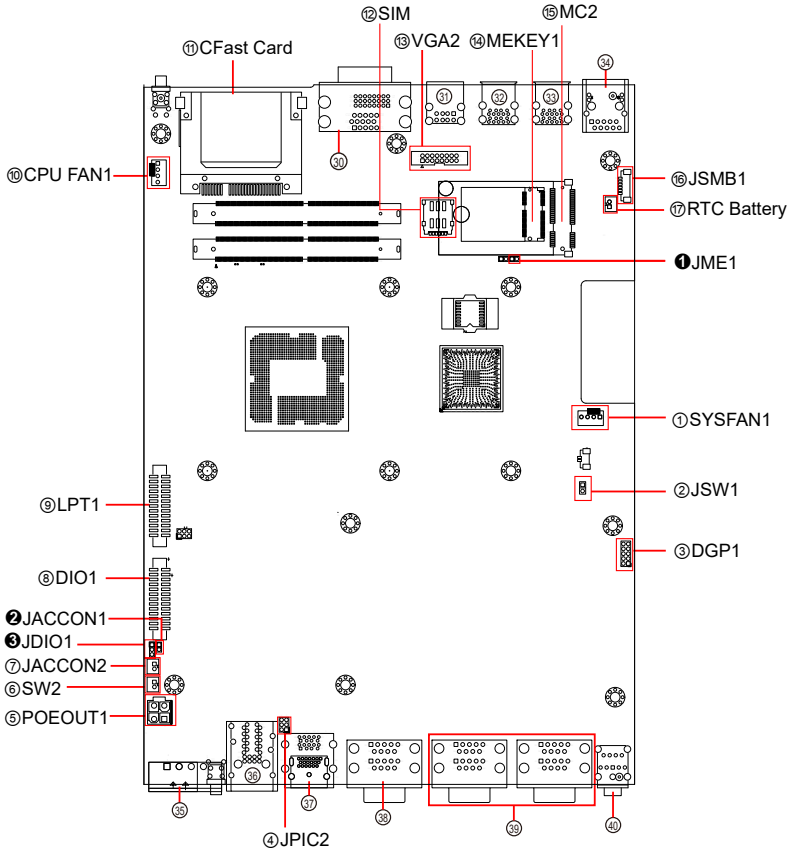 ⑫SIM
⑮MC2
⑬VGA2
⑭MEKEY1
⑪CFast Card
㉞
㉛
㉜
㉝
㉚
⑩CPU FAN1
⑯JSMB1
⑰RTC Battery
❶JME1
①SYSFAN1
②JSW1
⑨LPT1
③DGP1
⑧DIO1
❷JACCON1
❸JDIO1
⑦JACCON2
⑥SW2
⑤POEOUT1
㊱
㉟
㊲
㊳
㊴
㊵
④JPIC2